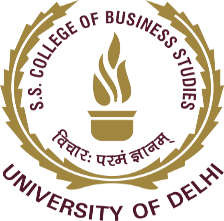 S.S. COLLEGE OF BUSINESS STUDIES
विचारः परमं ज्ञानम्
UNIVERSITY OF DELHI